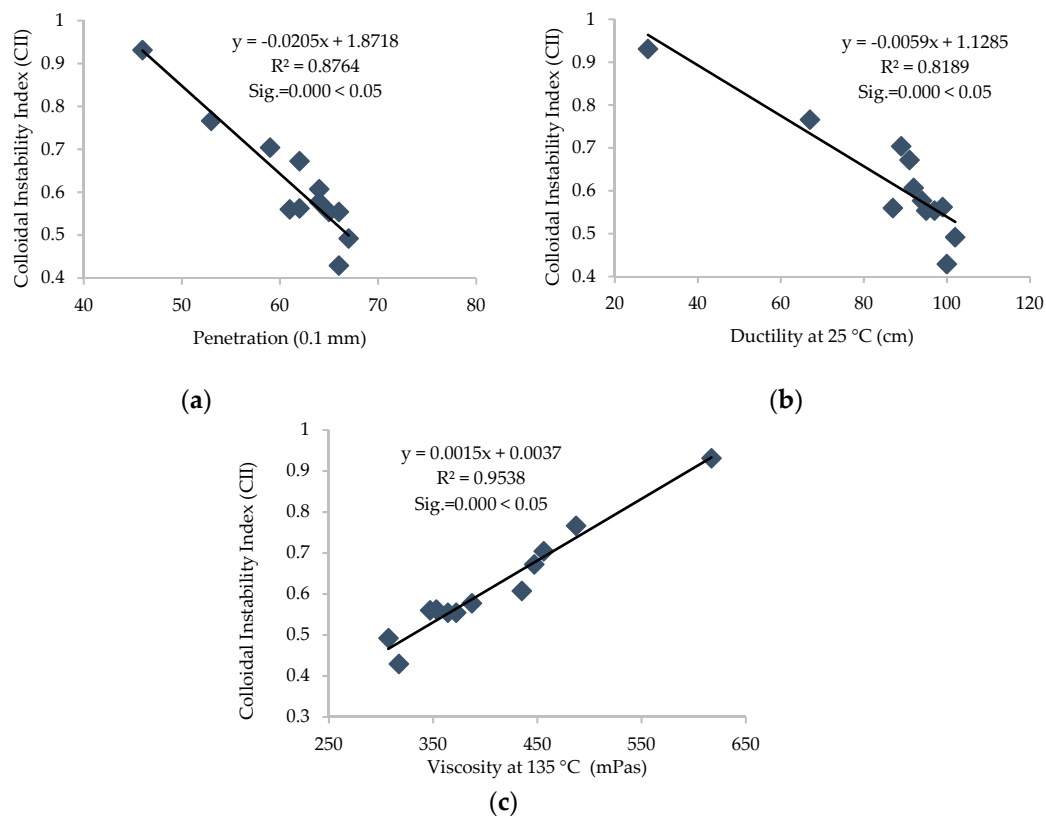 Colloidal Instability Index (CII)
1
0.9
0.8
0.7
0.6
0.5
0.4
y = -0.0205x + 1.8718
R² = 0.8764
Sig.=0.000 < 0.05
40
50
60
70
80
Penetration (0.1 mm)
(a)
Colloidal Instability Index (CII)
1
0.9
0.8
0.7
0.6
0.5
0.4
y = -0.0059x + 1.1285
R² = 0.8189
Sig.=0.000 < 0.05
20
40
60
80
100
120
Ductility at 25 °C (cm)
(b)
Colloidal Instability Index (CII)
1
0.9
0.8
0.7
0.6
0.5
0.4
0.3
y = 0.0015x + 0.0037
R² = 0.9538
Sig.=0.000 < 0.05
250
350
450
550
650
Viscosity at 135 °C (mPas)
(c)